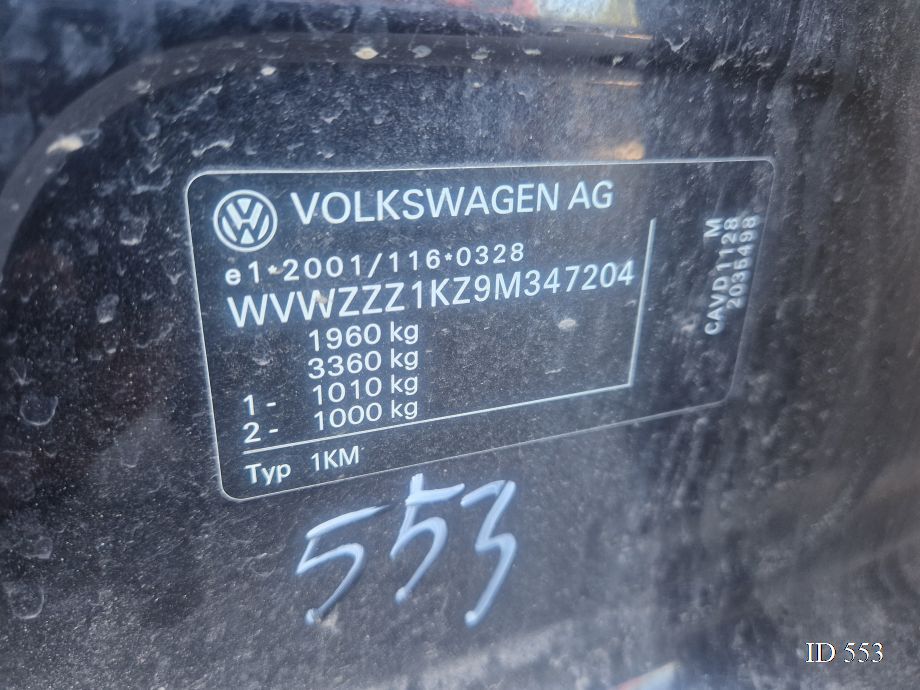 VOLKSWAGEN AG
e1*2001/116*0328
WVWZZZ1KZ9M347204
1960 kg
3360 kg
1- 1010 kg
2- 1000 kg
Typ 1KM
M
CAVD1128
2036498
553
ID 553